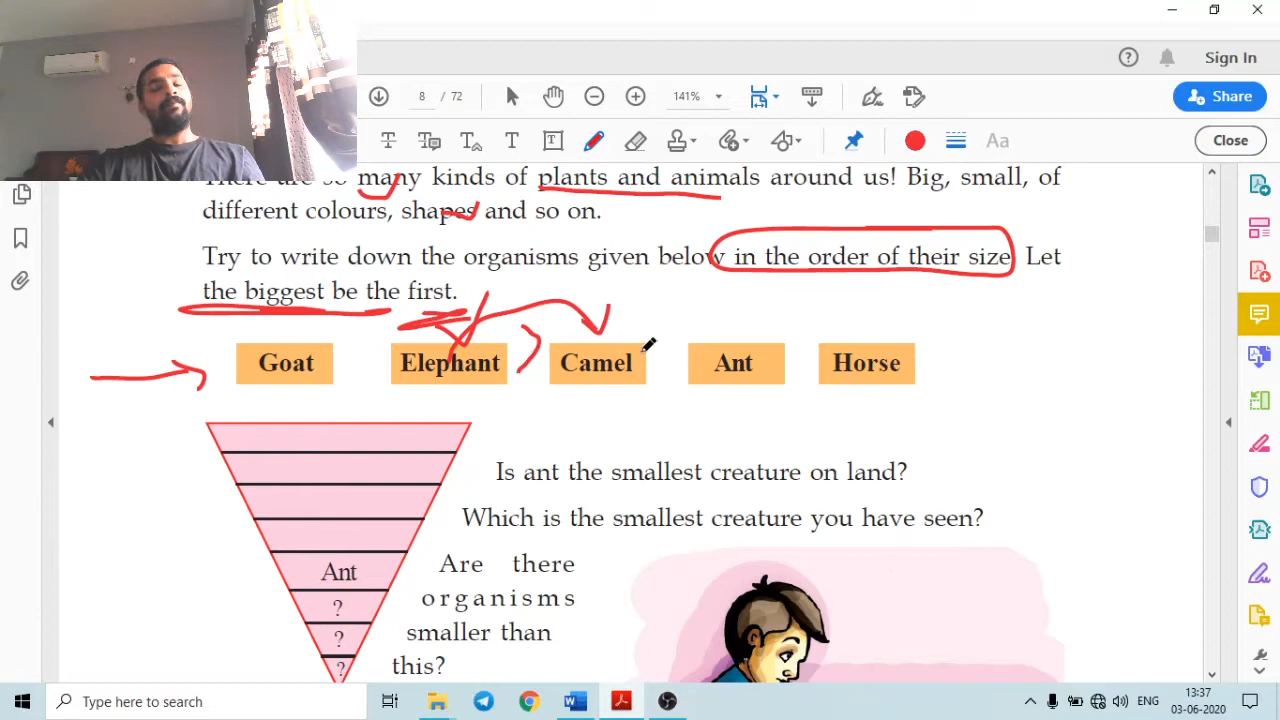 Sign In
8 / 72
141%
Share
Aa
Close
There are so many kinds of plants and animals around us! Big, small, of
different colours, shapes and so on.
Try to write down the organisms given below in the order of their size. Let
the biggest be the first.
Goat Elephant Camel Ant Horse
Is ant the smallest creature on land?
Which is the smallest creature you have seen?
Ant
?
?
?
Are there
organisms
smaller than
this?
Type here to search
ENG
13:37
03-06-2020